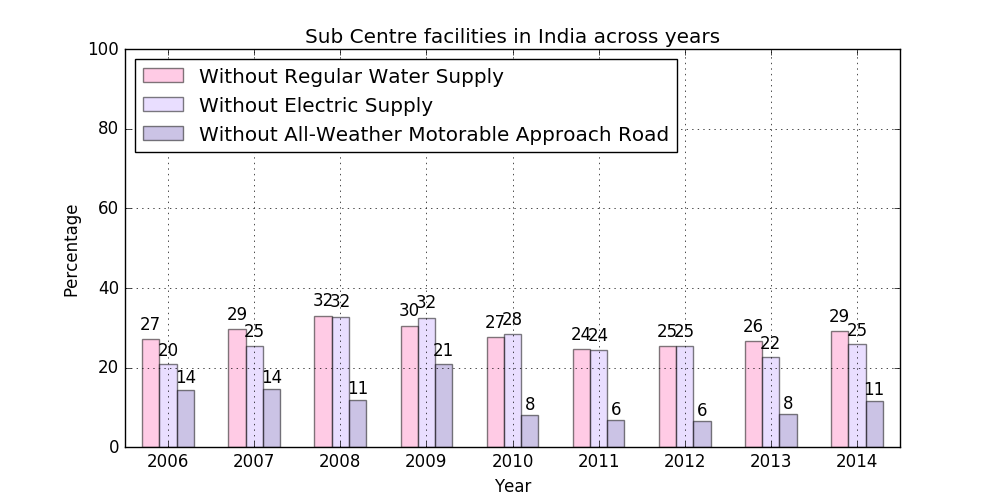 Sub Centre facilities in India across years
100
80
60
40
20
0
Percentage
Without Regular Water Supply
Without Electric Supply
Without All-Weather Motorable Approach Road
27 20 14
29 25 14
32 32 11
30 32 21
27 28 8
24 24 6
25 25 6
26 22 8
29 25 11
2006 2007 2008 2009 2010 2011 2012 2013 2014
Year